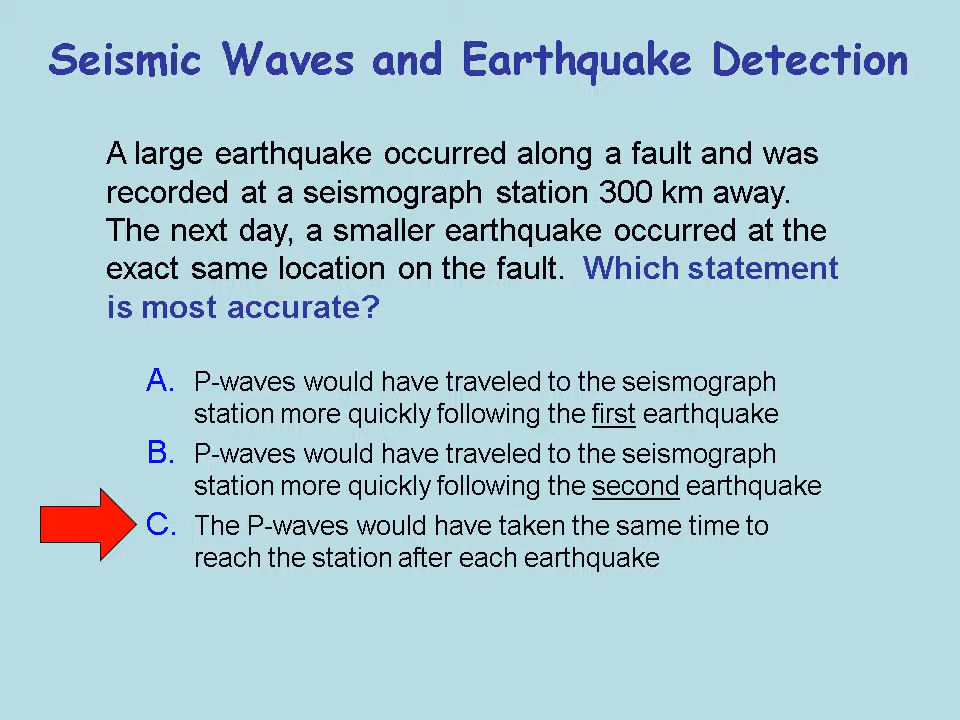 Seismic Waves and Earthquake Detection
A large earthquake occurred along a fault and was
recorded at a seismograph station 300 km away.
The next day, a smaller earthquake occurred at the
exact same location on the fault. Which statement
is most accurate?
A. P-waves would have traveled to the seismograph
station more quickly following the first earthquake
B. P-waves would have traveled to the seismograph
station more quickly following the second earthquake
C. The P-waves would have taken the same time to
reach the station after each earthquake